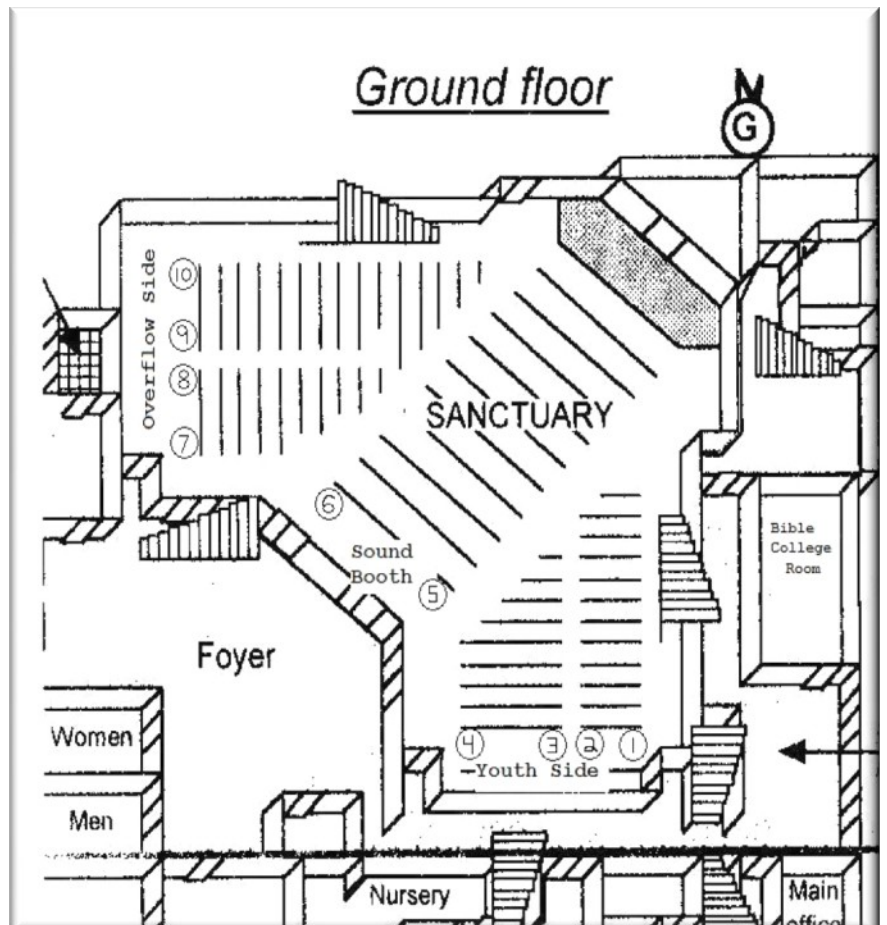 Ground floor
N
G
Overflow Side
10
9
8
7
SANCTUARY
6
Sound
Booth
5
Bible
College
Room
Foyer
Women
Men
4
3
2
1
Youth Side
Nursery
Main
office